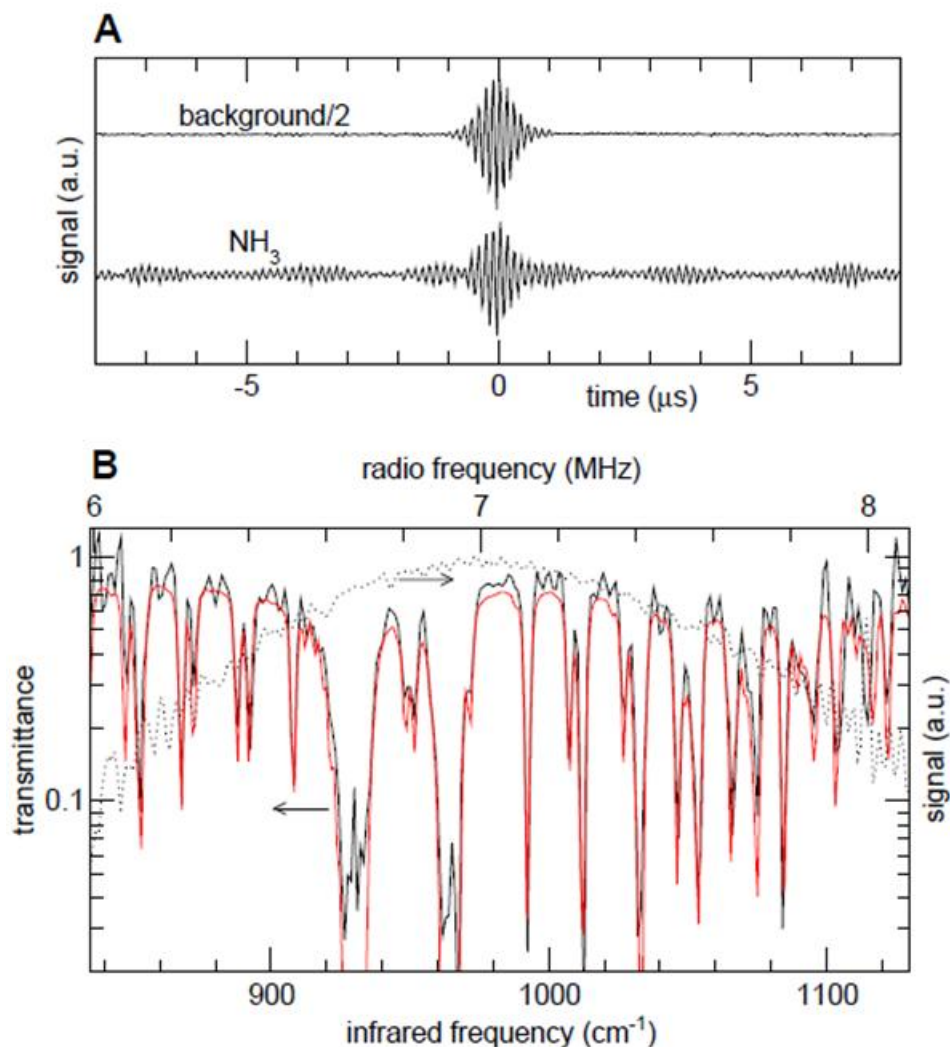 A
background/2
NH3
signal (a.u.)
-5 0 5
time (μs)
B
radio frequency (MHz)
6 7 8
1
0.1
transmittance
signal (a.u.)
900 1000 1100
infrared frequency (cm-1)